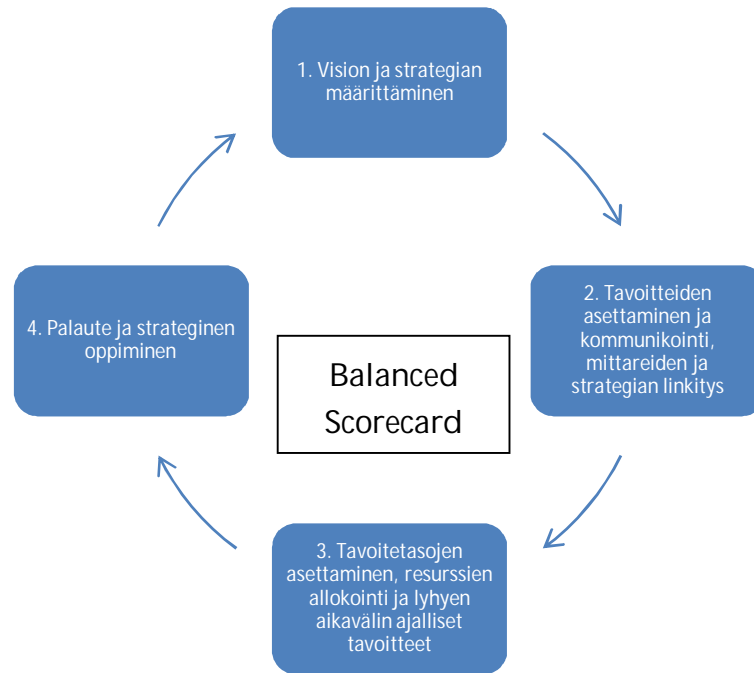 1. Vision ja strategian
määrittäminen
2. Tavoitteiden
asettaminen ja
kommunikointi,
mittareiden ja
strategian linkitys
3. Tavoitetasojen
asettaminen, resurssien
allokointi ja lyhyen
aikavälin ajalliset
tavoitteet
4. Palaute ja strateginen
oppiminen
Balanced
Scorecard